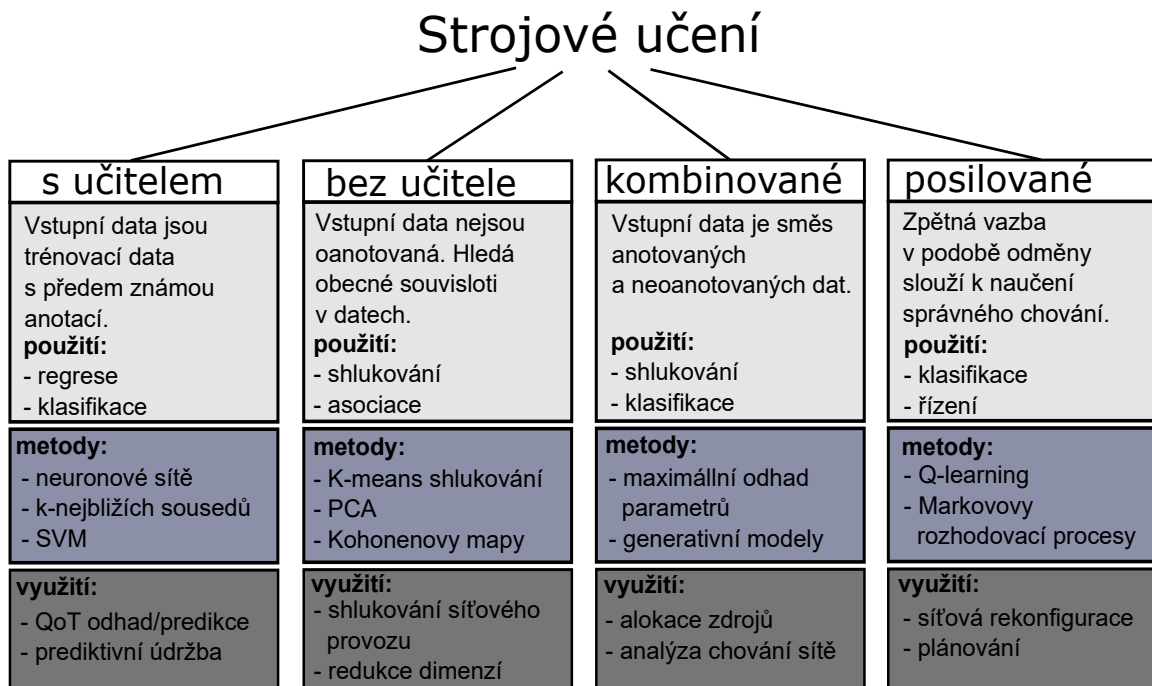 Strojové učení
s učitelem
Vstupní data jsou
trénovací data
s předem známou
anotací.
použití:
- regrese
- klasifikace
metody:
- neuronové sítě
- k-nejbližích sousedů
- SVM
využití:
- QoT odhad/predikce
- prediktivní údržba
bez učitele
Vstupní data nejsou
oanotovaná. Hledá
obecné souvisloti
v datech.
použití:
- shlukování
- asociace
metody:
- K-means shlukování
- PCA
- Kohonenovy mapy
využití:
- shlukování síťového
provozu
- redukce dimenzí
kombinované
Vstupní data je směs
anotovaných
a neoanotovaných dat.
použití:
- shlukování
- klasifikace
metody:
- maximállní odhad
parametrů
- generativní modely
využití:
- alokace zdrojů
- analýza chování sítě
posilované
Zpětná vazba
v podobě odměny
slouží k naučení
správného chování.
použití:
- klasifikace
- řízení
metody:
- Q-learning
- Markovovy
rozhodovací procesy
využití:
- síťová rekonfigurace
- plánování